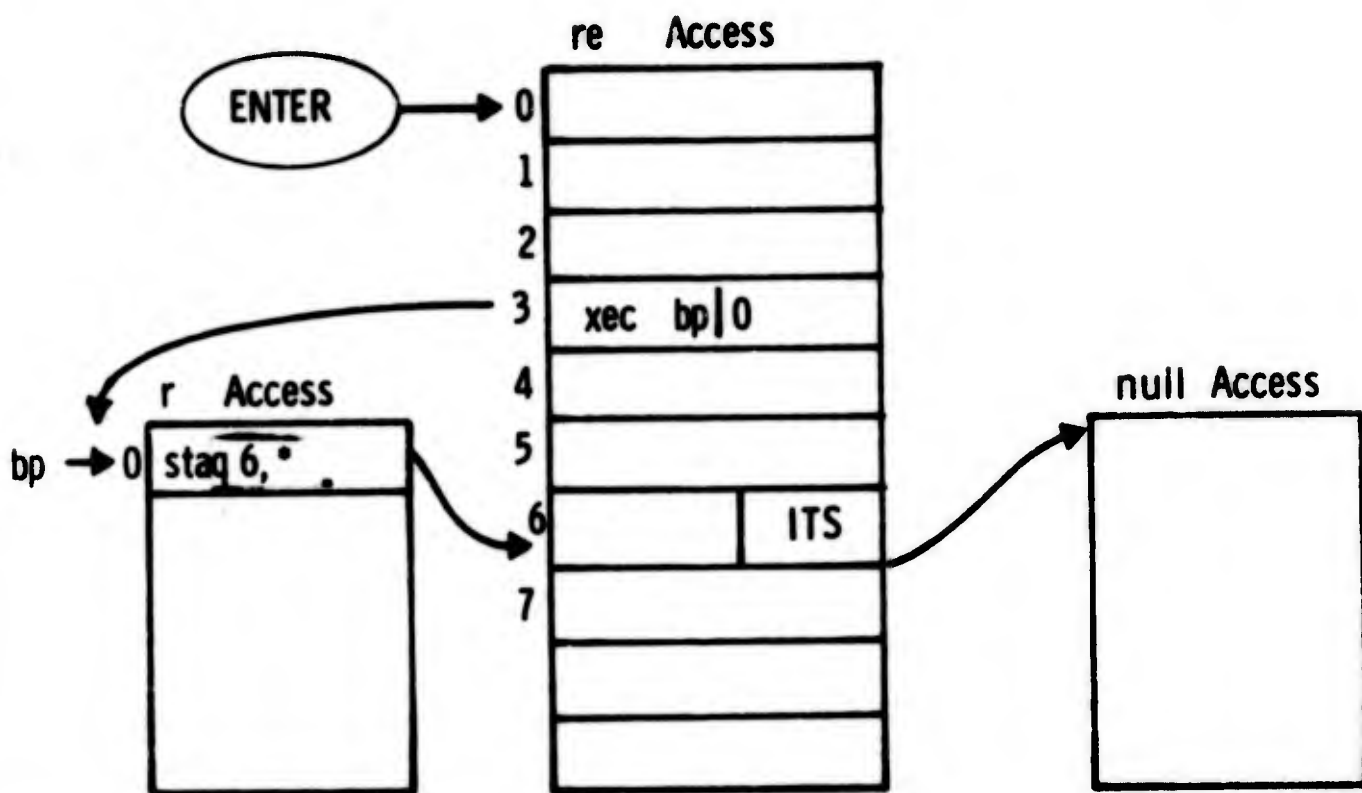 re Access
ENTER
0
1
2
3 xec bp|0
4
r Access
null Access
5
bp 0 staq 6,*
6 ITS
7